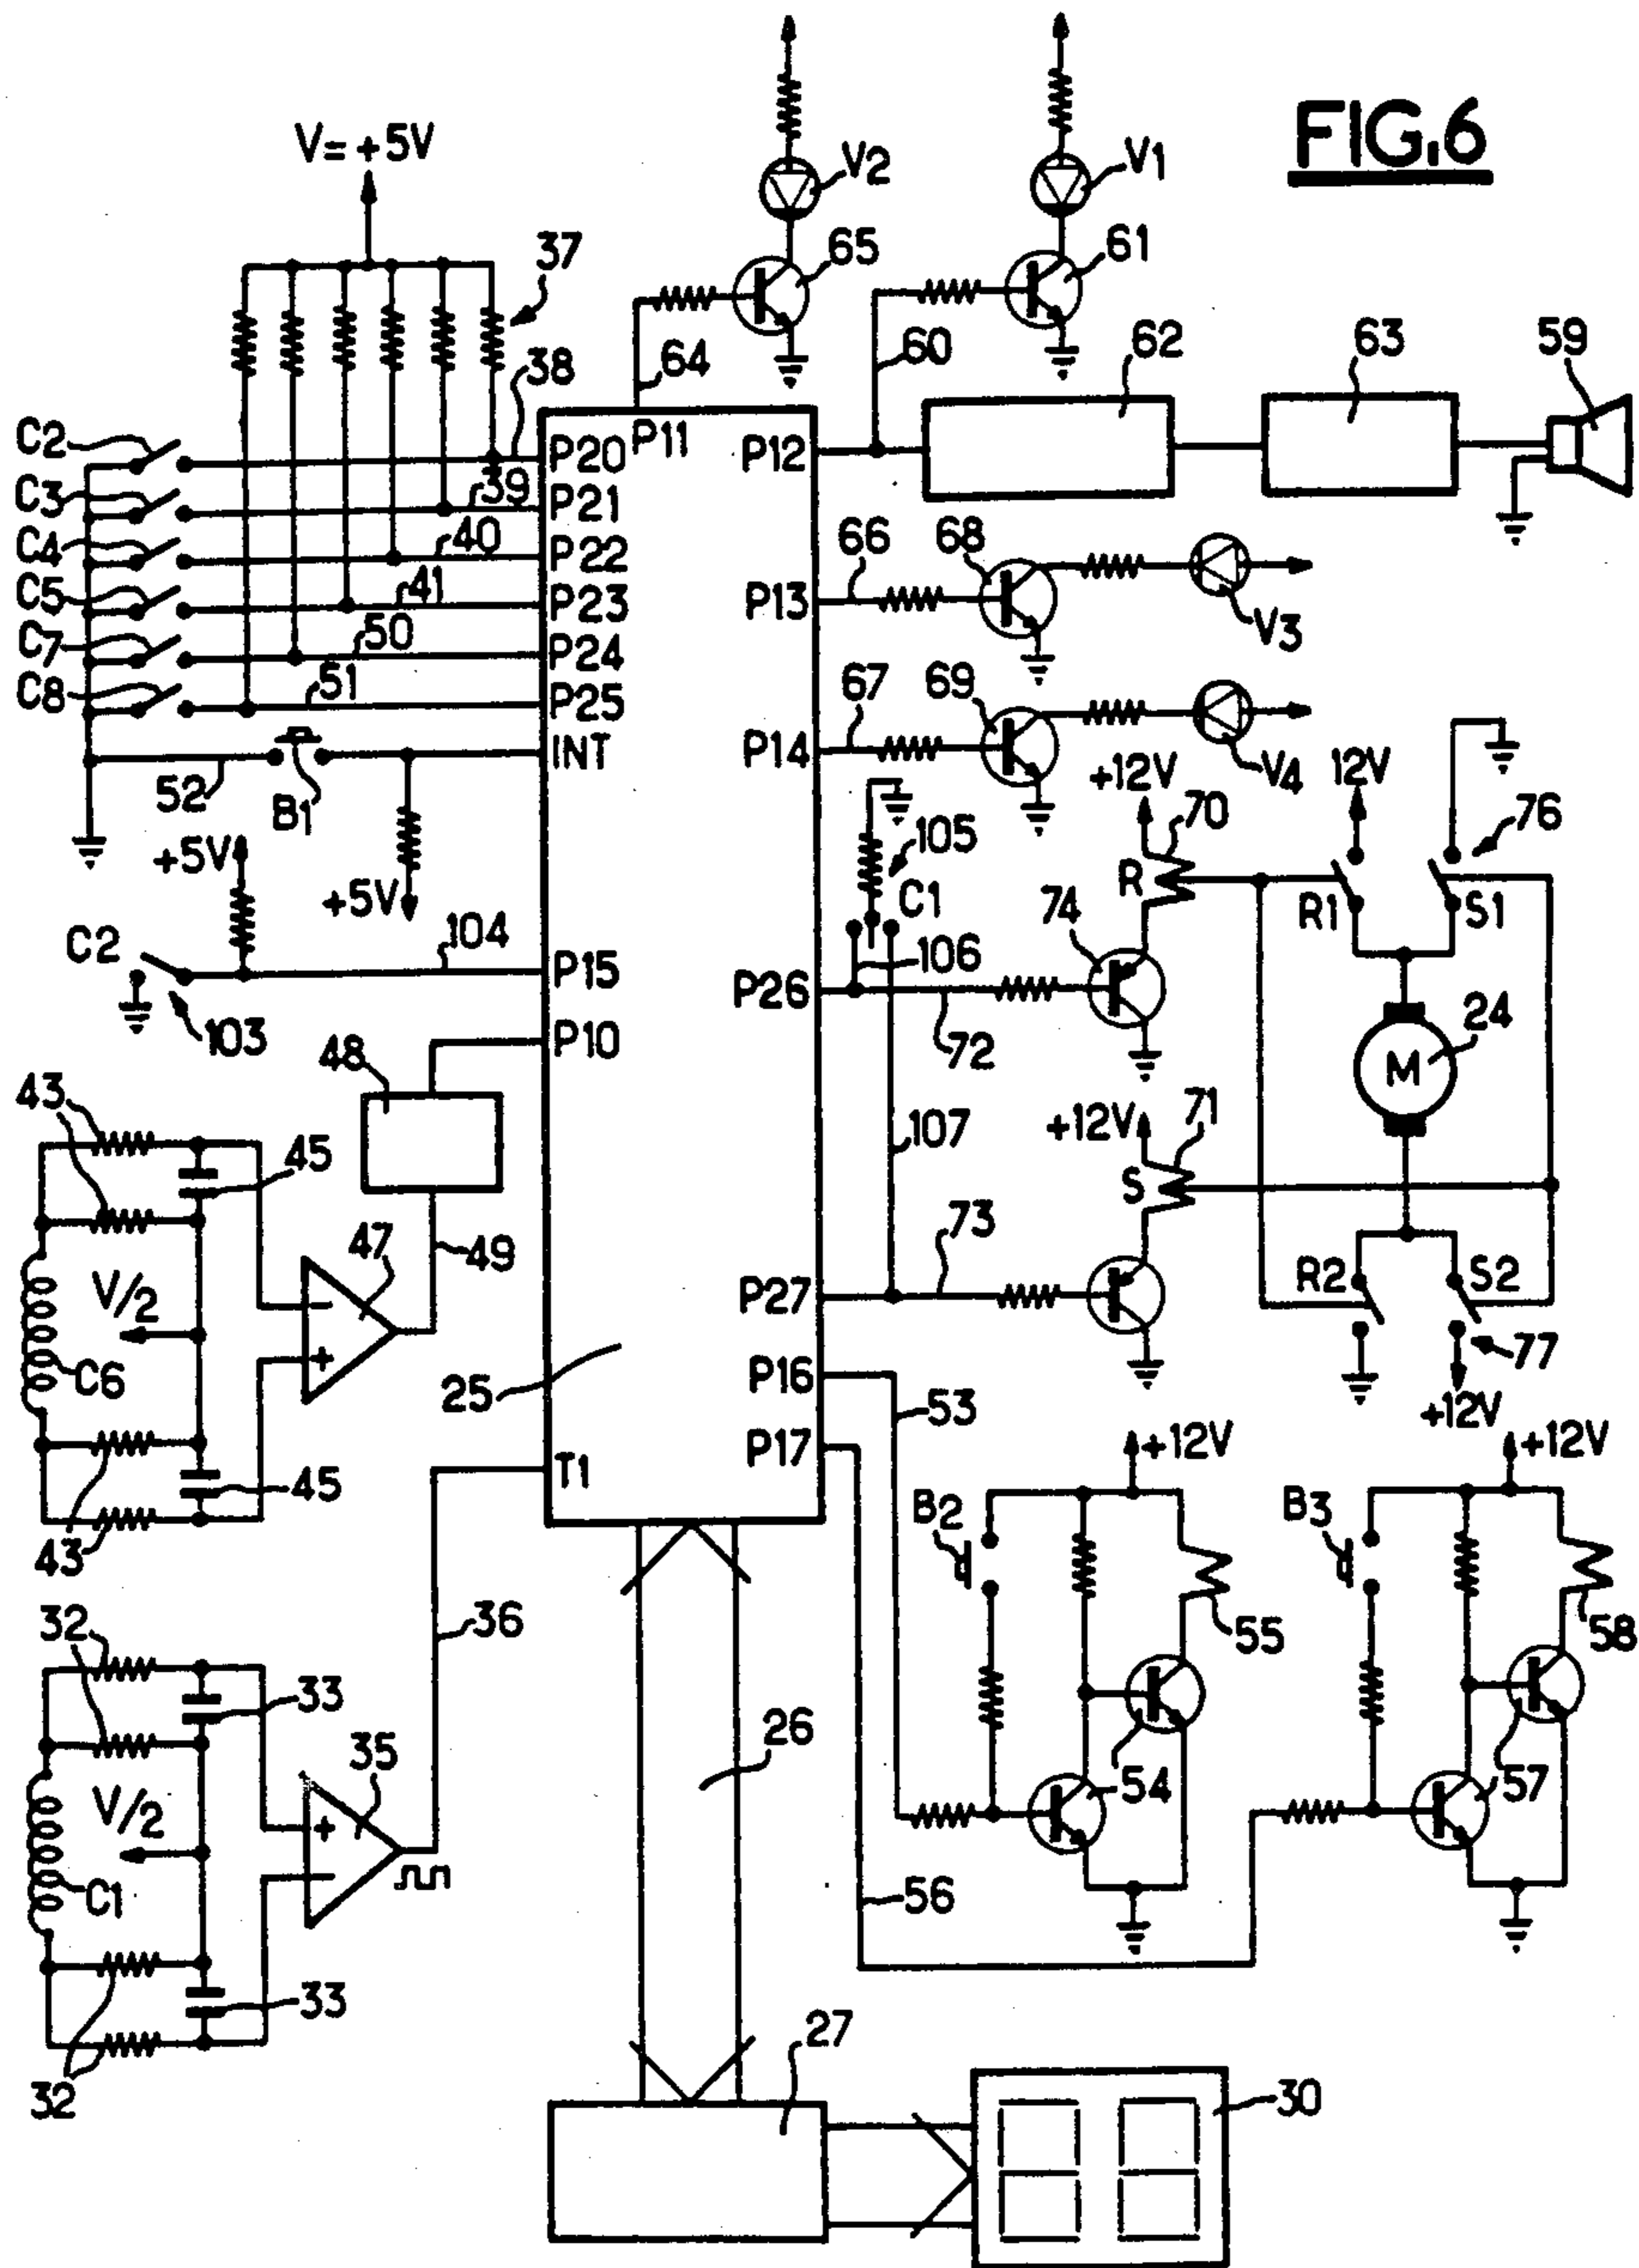 FIG.6
V=+5V
V2
V1
37
65
61
38
64
60
62
63
59
C2
P20
P11
P12
C3
39
P21
C4
40
P22
66
68
C5
41
P23
P13
V3
C7
50
P24
67
69
C8
51
P25
P14
V4
INT
52
B1
+12V
70
12V
76
+5V
+5V
105
R
R1
S1
C1
74
C2
104
P15
106
P26
103
72
24
M
48
P10
43
45
107
+12V
71
S
47
49
73
V/2
P27
R2
S2
C6
25
P16
77
53
+12V
P17
+12V
+12V
45
T1
B2
B3
43
36
55
58
32
33
26
35
54
57
V/2
C1
56
33
27
32
30